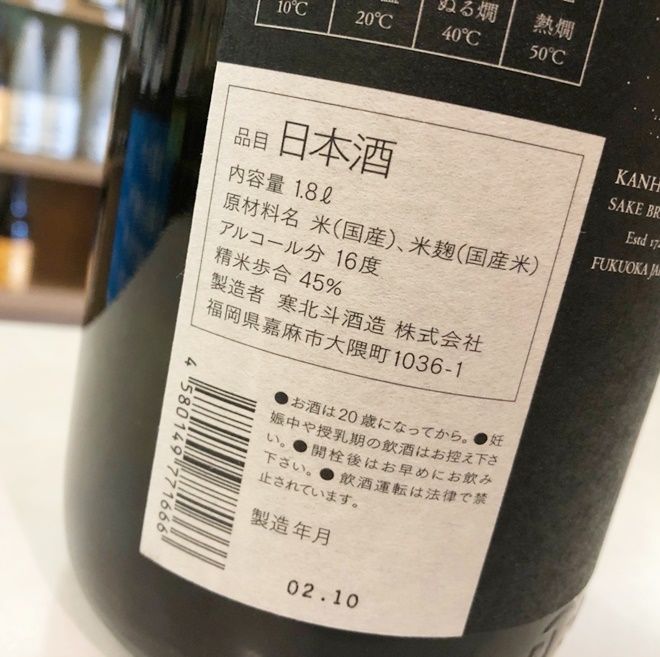 10℃
20℃
ぬる燗
40℃
熱燗
50℃
品目 日本酒
内容量 1.8ℓ
原材料名 米(国産)、米麹(国産米)
アルコール分 16度
精米歩合 45%
製造者 寒北斗酒造 株式会社
福岡県嘉麻市大隈町1036-1
●お酒は20歳になってから。●妊
娠中や授乳期の飲酒はお控え下さ
い。●開栓後はお早めにお飲み
下さい。●飲酒運転は法律で禁
止されています。
製造年月
02.10
4 580149 771666
KANH
SAKE BR
Estd 17
FUKUOKA JA